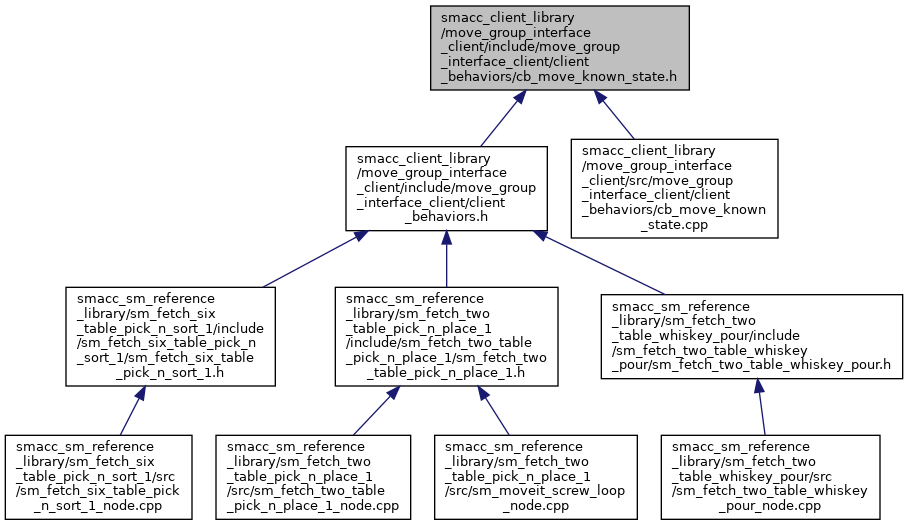 smacc_client_library
/move_group_interface
_client/include/move_group
_interface_client/client
_behaviors/cb_move_known_state.h
smacc_client_library
/move_group_interface
_client/include/move_group
_interface_client/client
_behaviors.h
smacc_client_library
/move_group_interface
_client/src/move_group
_interface_client/client
_behaviors/cb_move_known
_state.cpp
smacc_sm_reference
_library/sm_fetch_six
_table_pick_n_sort_1/include
/sm_fetch_six_table_pick_n
_sort_1/sm_fetch_six_table
_pick_n_sort_1.h
smacc_sm_reference
_library/sm_fetch_two
_table_pick_n_place_1
/include/sm_fetch_two_table
_pick_n_place_1/sm_fetch_two
_table_pick_n_place_1.h
smacc_sm_reference
_library/sm_fetch_two
_table_whiskey_pour/include
/sm_fetch_two_table_whiskey
_pour/sm_fetch_two_table_whiskey_pour.h
smacc_sm_reference
_library/sm_fetch_six
_table_pick_n_sort_1/src
/sm_fetch_six_table_pick
_n_sort_1_node.cpp
smacc_sm_reference
_library/sm_fetch_two
_table_pick_n_place_1
/src/sm_fetch_two_table
_pick_n_place_1_node.cpp
smacc_sm_reference
_library/sm_fetch_two
_table_pick_n_place_1
/src/sm_moveit_screw_loop
_node.cpp
smacc_sm_reference
_library/sm_fetch_two
_table_whiskey_pour/src
/sm_fetch_two_table_whiskey
_pour_node.cpp